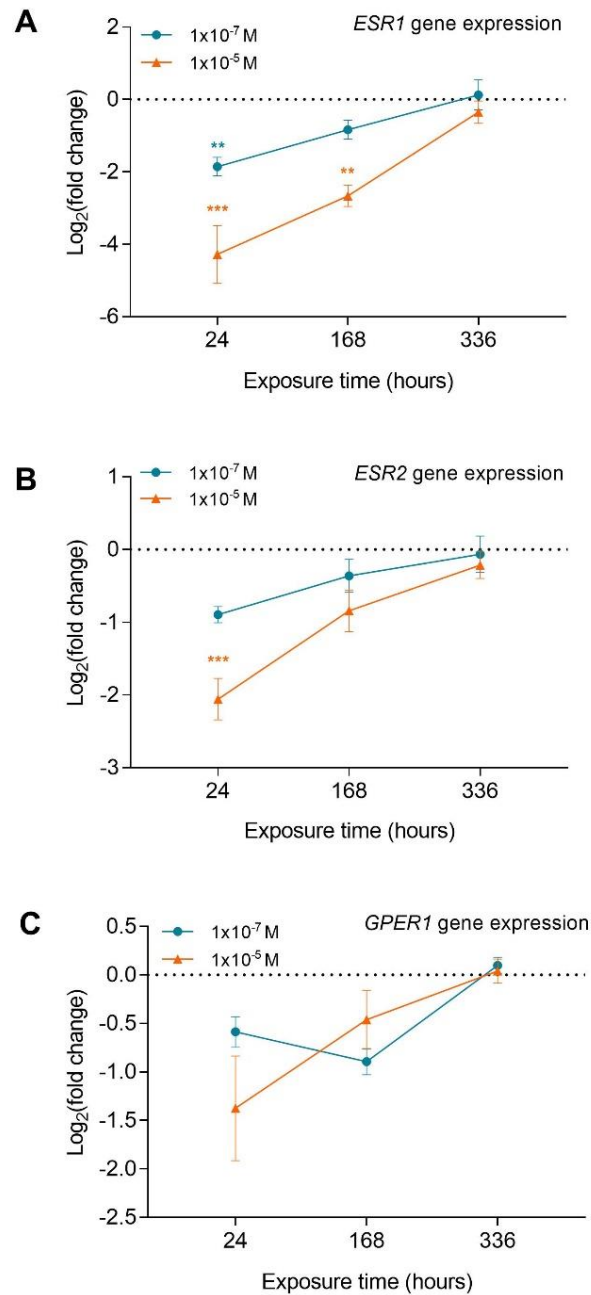 A
ESR1 gene expression
1x10⁻⁷ M
1x10⁻⁵ M
Log₂(fold change)
2
0
-2
-4
-6
**
***
**
24 168 336
Exposure time (hours)
B
ESR2 gene expression
1x10⁻⁷ M
1x10⁻⁵ M
Log₂(fold change)
1
0
-1
-2
-3
***
24 168 336
Exposure time (hours)
C
GPER1 gene expression
1x10⁻⁷ M
1x10⁻⁵ M
Log₂(fold change)
0.5
0.0
-0.5
-1.0
-1.5
-2.0
-2.5
24 168 336
Exposure time (hours)